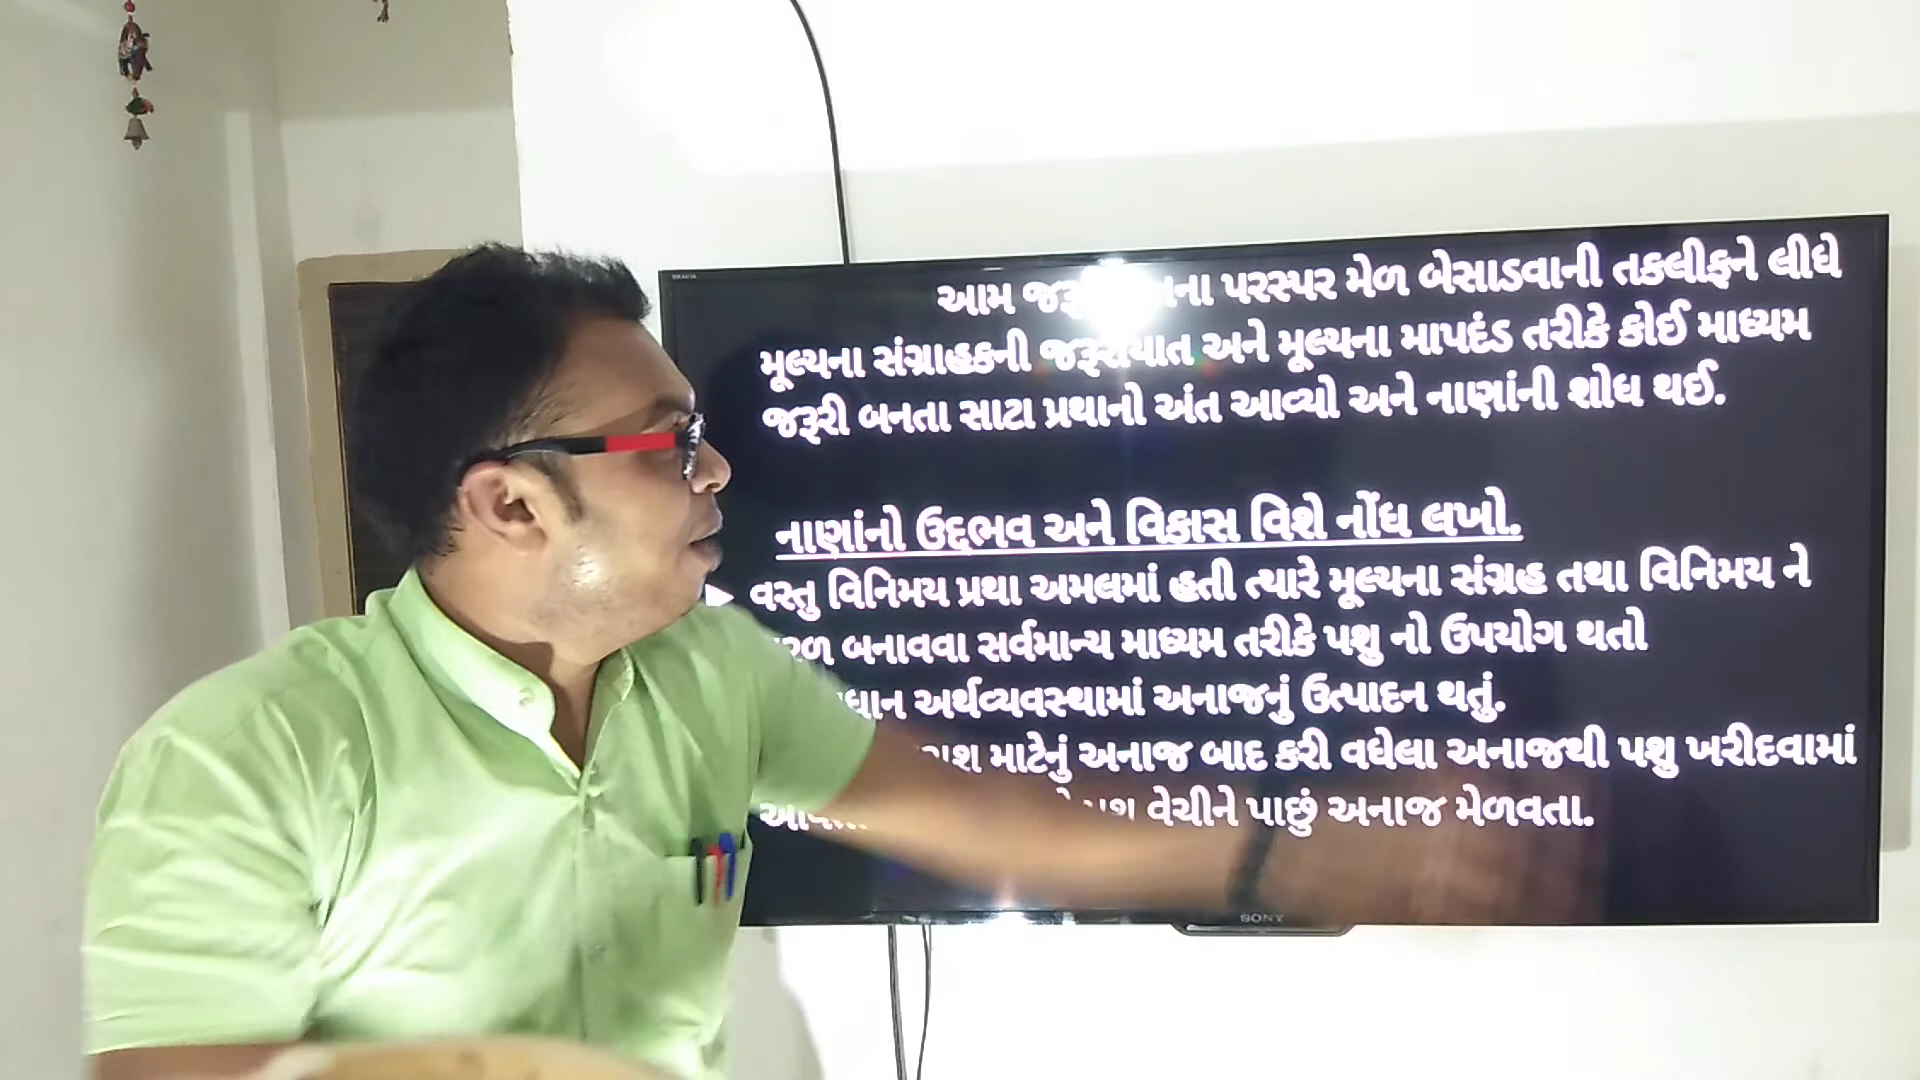 BRAVIA
આમ પરસ્પર મેળ બેસાડવાની તકલીફને લીધે
મૂલ્યના સંગ્રાહકની જરૂરીયાત અને મૂલ્યના માપદંડ તરીકે કોઈ માધ્યમ
જરૂરી બનતા સાટા પ્રથાનો અંત આવ્યો અને નાણાંની શોધ થઈ.
નાણાંનો ઉદ્દભવ અને વિકાસ વિશે નોંધ લખો.
વસ્તુ વિનિમય પ્રથા અમલમાં હતી ત્યારે મૂલ્યના સંગ્રહ તથા વિનિમય ને
બનાવવા સર્વમાન્ય માધ્યમ તરીકે પશુ નો ઉપયોગ થતો
અર્થવ્યવસ્થામાં અનાજનું ઉત્પાદન થતું.
માટેનું અનાજ બાદ કરી વધેલા અનાજથી પશુ ખરીદવામાં
વેચીને પાછું અનાજ મેળવતા.
SONY